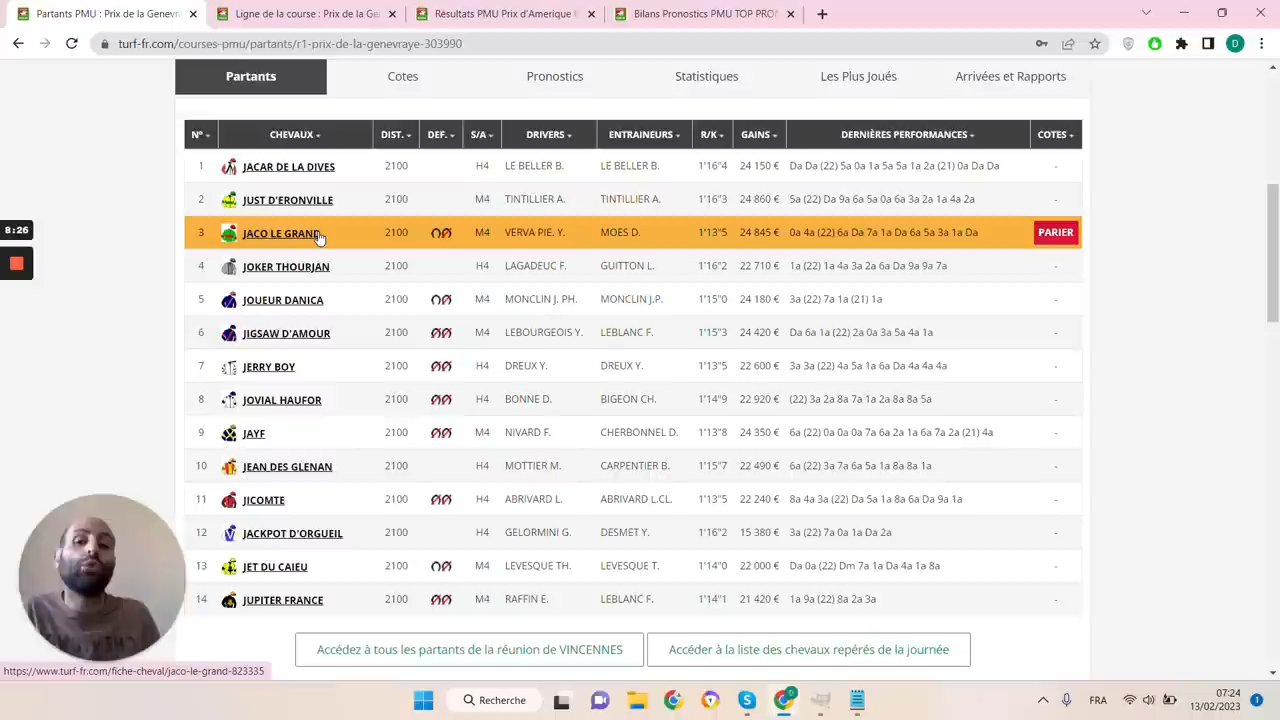 Partants PMU : Prix de la Genevr
Ligne de la course : Prix de la Ge
Résultats PMU Prix d'Amerique
Bilans Pronostics PMU TOP PRO
turf-fr.com/courses-pmu/partants/r1-prix-de-la-genevraye-303990
Partants Cotes Pronostics Statistiques Les Plus Joués Arrivées et Rapports
N° CHEVAUX DIST. DEF. S/A DRIVERS ENTRAINEURS R/K GAINS DERNIÈRES PERFORMANCES COTES
1 JACAR DE LA DIVES 2100 H4 LE BELLER B. LE BELLER B. 1'16"4 24 150 € Da Da (22) 5a 0a 1a 5a 5a 1a 2a (21) 0a Da Da -
2 JUST D'ERONVILLE 2100 M4 TINTILLIER A. TINTILLIER A. 1'16"3 24 860 € 5a (22) Da 9a 6a 5a 0a 6a 3a 2a 1a 4a 2a -
3 JACO LE GRAND 2100 M4 VERVA PIE. Y. MOES D. 1'13"5 24 845 € 0a 4a (22) 6a Da 7a 1a Da 6a 5a 3a 1a Da PARIER
4 JOKER THOURJAN 2100 H4 LAGADEUC F. GUITTON L. 1'16"2 22 710 € 1a (22) 1a 4a 3a 2a 6a Da 9a 9a 7a -
5 JOUEUR DANICA 2100 M4 MONCLIN J. PH. MONCLIN J.P. 1'15"0 24 180 € 3a (22) 7a 1a (21) 1a -
6 JIGSAW D'AMOUR 2100 M4 LEBOURGEOIS Y. LEBLANC F. 1'15"3 24 420 € Da 6a 1a (22) 2a 0a 3a 5a 4a 1a -
7 JERRY BOY 2100 H4 DREUX Y. DREUX Y. 1'13"5 22 600 € 3a 3a (22) 4a 5a 1a 6a Da 4a 4a 4a -
8 JOVIAL HAUFOR 2100 H4 BONNE D. BIGEON CH. 1'14"9 22 920 € (22) 3a 2a 8a 7a 1a 2a 8a 8a 5a -
9 JAYF 2100 M4 NIVARD F. CHERBONNEL D. 1'13"8 24 350 € 6a (22) 0a 0a 0a 7a 6a 2a 1a 6a 7a 2a (21) 4a -
10 JEAN DES GLENAN 2100 H4 MOTTIER M. CARPENTIER B. 1'15"7 22 490 € 6a (22) 3a 7a 6a 5a 1a 8a 8a 1a -
11 JICOMTE 2100 H4 ABRIVARD L. ABRIVARD L.CL. 1'13"5 22 240 € 8a 4a 3a (22) Da 5a 1a 8a 6a Da 9a 1a -
12 JACKPOT D'ORGUEIL 2100 H4 GELORMINI G. DESMET Y. 1'16"2 15 380 € 3a (22) 7a 0a 1a Da 2a -
13 JET DU CAIEU 2100 M4 LEVESQUE TH. LEVESQUE T. 1'14"0 22 000 € Da 0a (22) Dm 7a 1a Da 4a 1a 8a -
14 JUPITER FRANCE 2100 M4 RAFFIN E. LEBLANC F. 1'14"1 21 420 € 1a 9a (22) 8a 2a 3a -
8:26
Accédez à tous les partants de la réunion de VINCENNES
Accéder à la liste des chevaux repérés de la journée
https://www.turf-fr.com/fiche-cheval/jaco-le-grand-823335
Recherche
FRA
07:24
13/02/2023